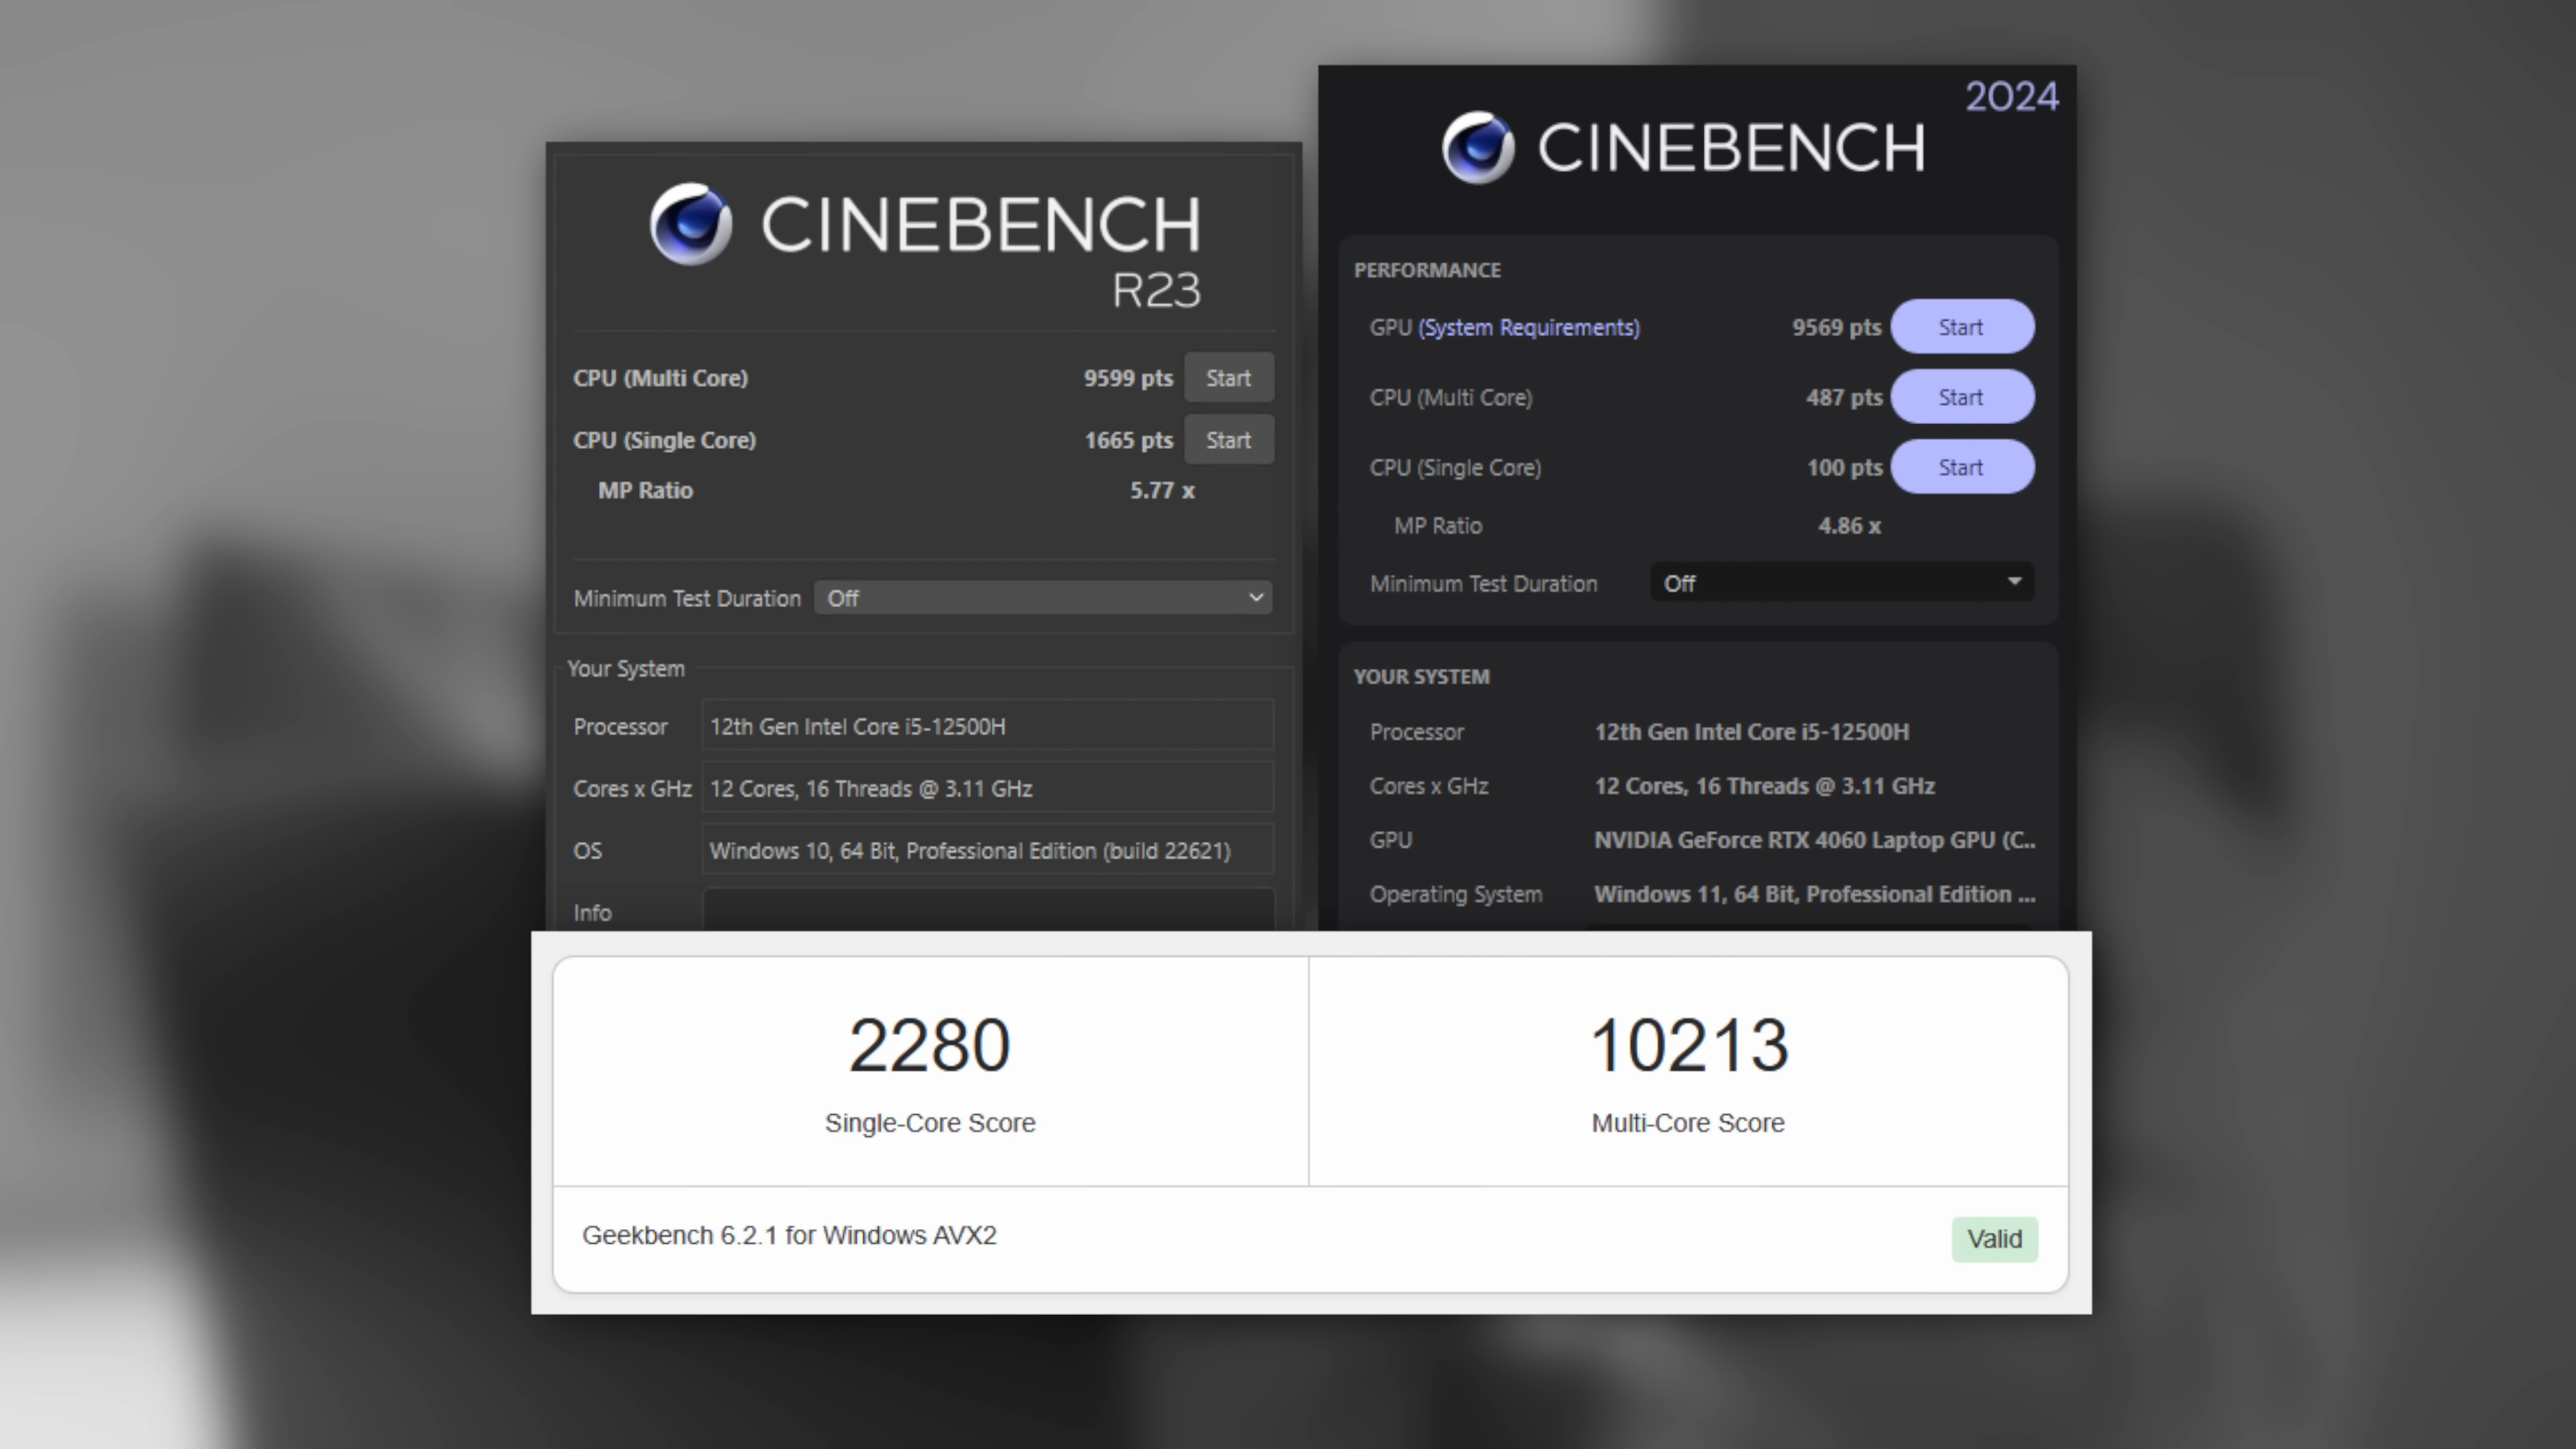 CINEBENCH
R23
CPU (Multi Core) 9599 pts Start
CPU (Single Core) 1665 pts Start
MP Ratio 5.77 x
Minimum Test Duration Off
Your System
Processor 12th Gen Intel Core i5-12500H
Cores x GHz 12 Cores, 16 Threads @ 3.11 GHz
OS Windows 10, 64 Bit, Professional Edition (build 22621)
Info
2024
CINEBENCH
PERFORMANCE
GPU (System Requirements) 9569 pts Start
CPU (Multi Core) 487 pts Start
CPU (Single Core) 100 pts Start
MP Ratio 4.86 x
Minimum Test Duration Off
YOUR SYSTEM
Processor 12th Gen Intel Core i5-12500H
Cores x GHz 12 Cores, 16 Threads @ 3.11 GHz
GPU NVIDIA GeForce RTX 4060 Laptop GPU (C..
Operating System Windows 11, 64 Bit, Professional Edition ...
2280 10213
Single-Core Score Multi-Core Score
Geekbench 6.2.1 for Windows AVX2 Valid